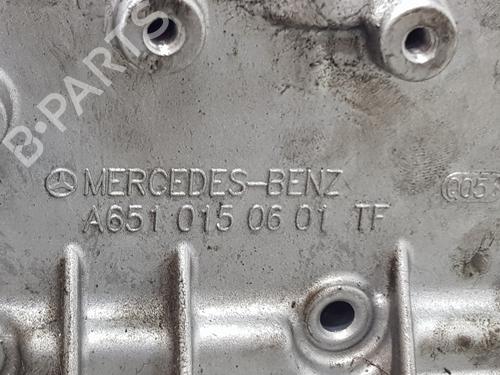 B-PARTS
MERCEDES-BENZ
A651 015 06 01 TF